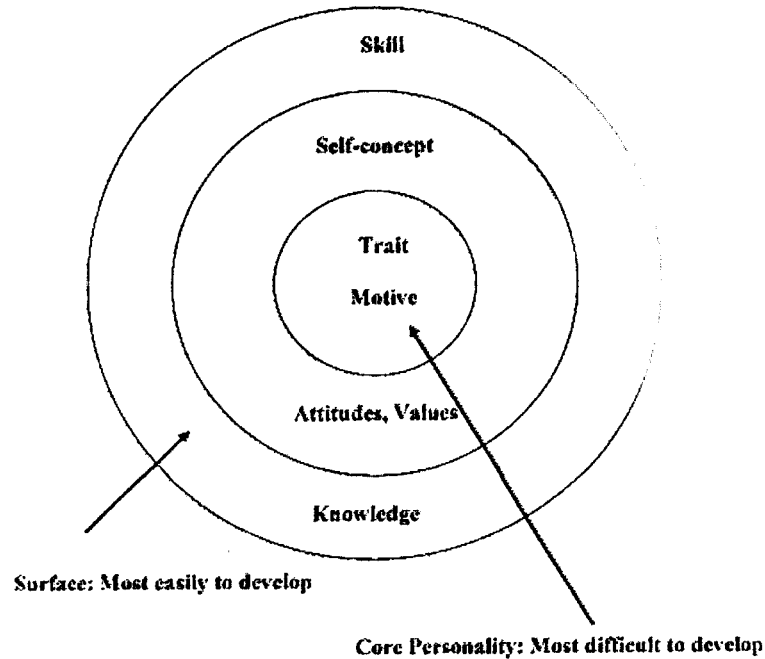 Skill
Self-concept
Trait
Motive
Attitudes, Values
Knowledge
Surface: Most easily to develop
Core Personality: Most difficult to develop